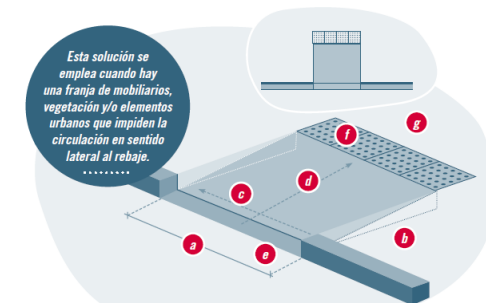 Esta solución se
emplea cuando hay
una franja de mobiliarios,
vegetación y/o elementos
urbanos que impiden la
circulación en sentido
lateral al rebaje.
g
f
d
c
b
a
e